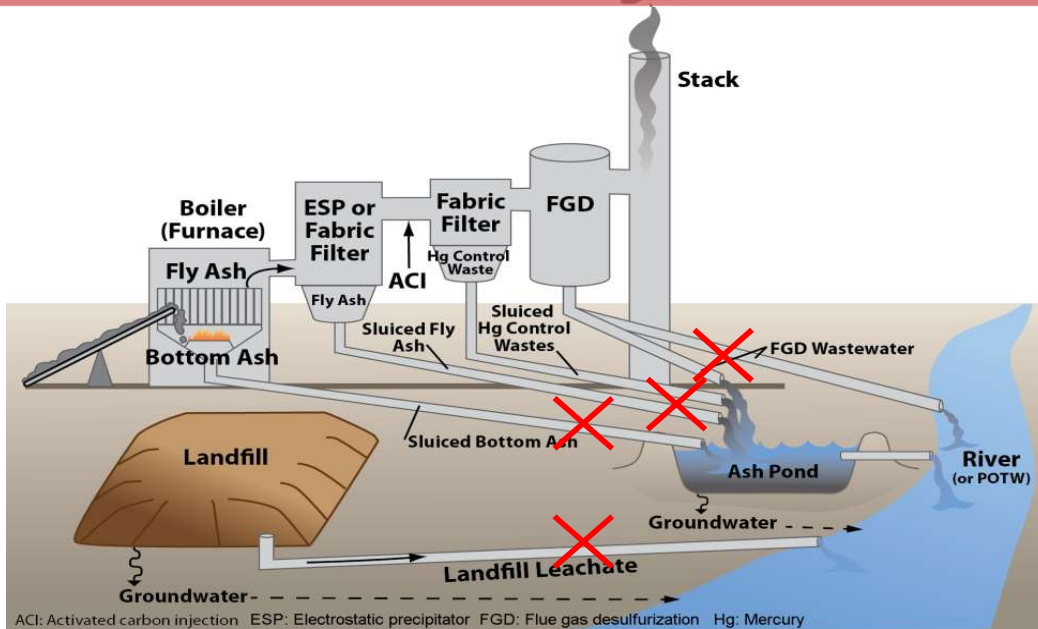 Stack
Boiler
(Furnace)
ESP or
Fabric
Filter
Fabric
Filter
FGD
Fly Ash
Hg Control
Waste
ACI
Fly Ash
Bottom Ash
Sluiced Fly
Ash
Sluiced
Hg Control
Wastes
FGD Wastewater
Sluiced Bottom Ash
Landfill
Ash Pond
River
(or POTW)
Groundwater
Landfill Leachate
Groundwater
ACI: Activated carbon injection ESP: Electrostatic precipitator FGD: Flue gas desulfurization Hg: Mercury